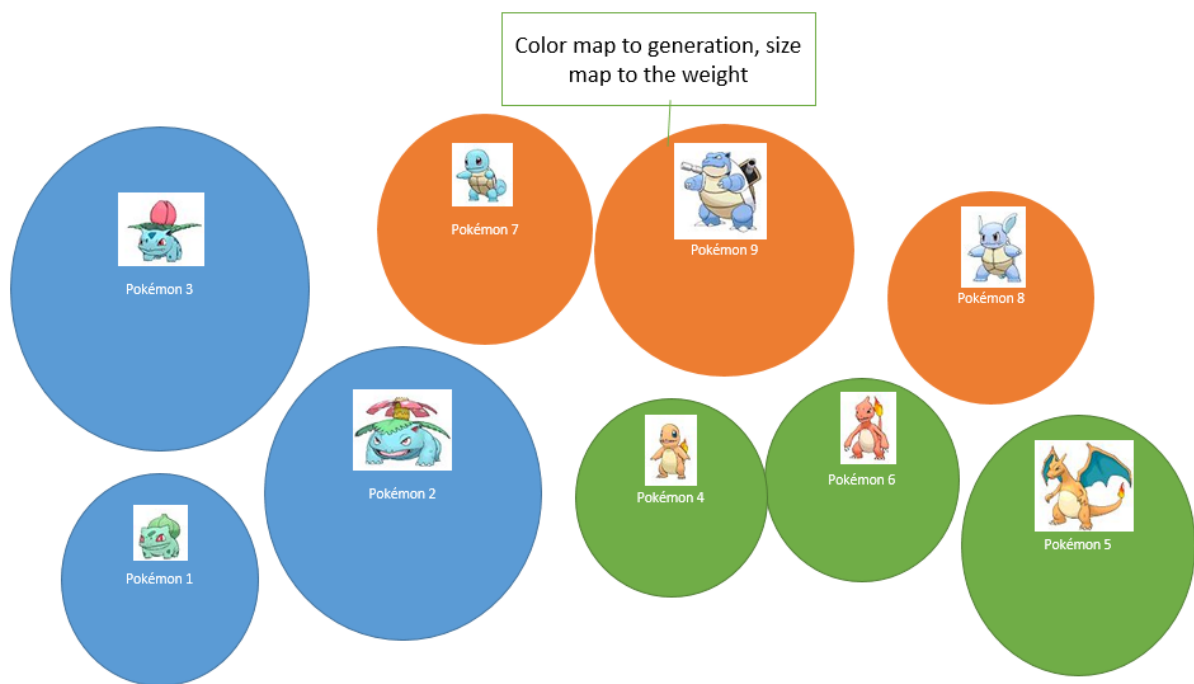 Color map to generation, size
map to the weight
Pokémon 7
Pokémon 9
Pokémon 3
Pokémon 8
Pokémon 2
Pokémon 4
Pokémon 6
Pokémon 5
Pokémon 1